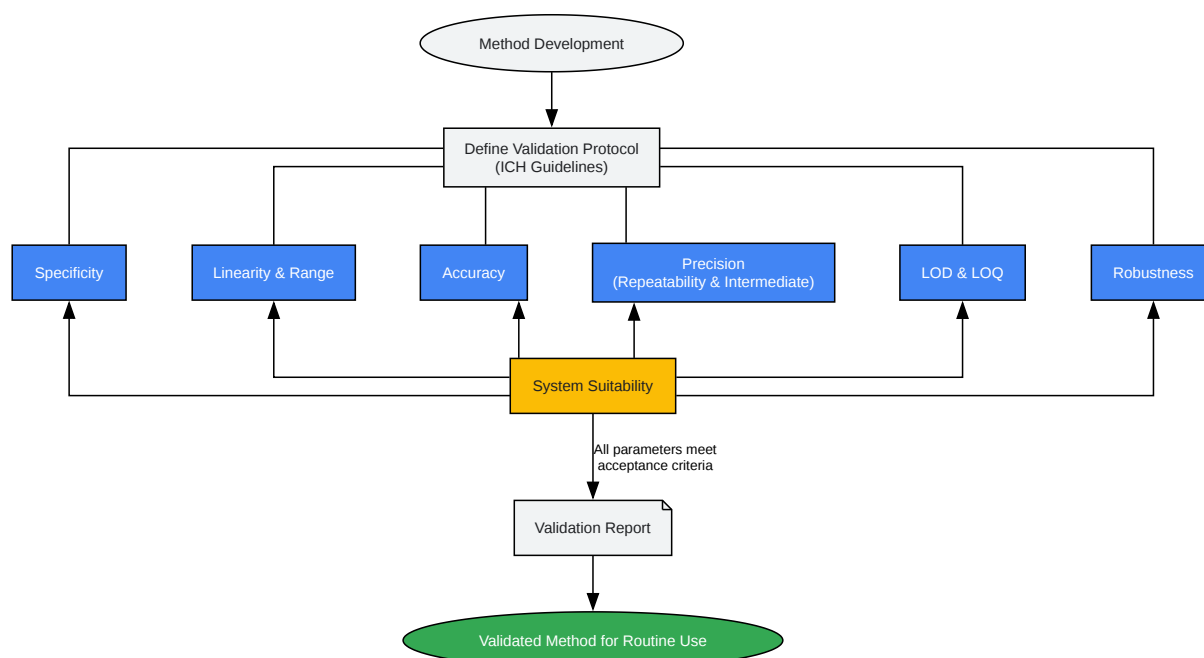 Method Development
Define Validation Protocol
(ICH Guidelines)
Specificity
Linearity & Range
Accuracy
Precision
(Repeatability & Intermediate)
LOD & LOQ
Robustness
System Suitability
All parameters meet
acceptance criteria
Validation Report
Validated Method for Routine Use